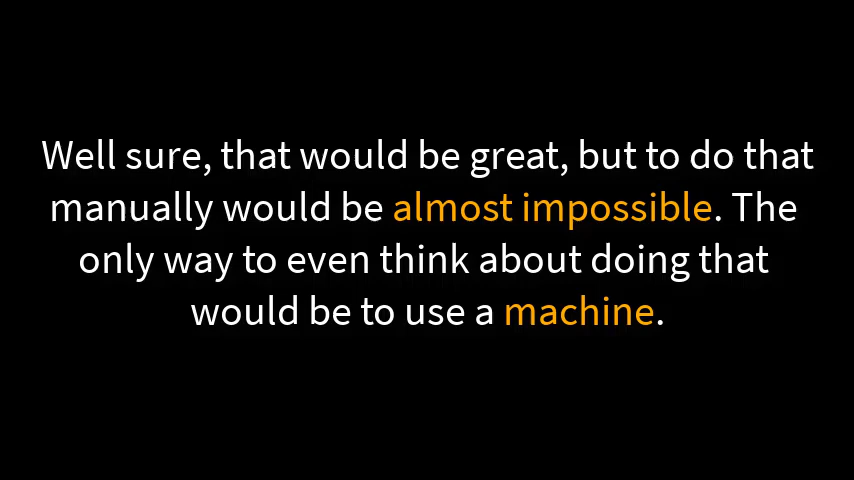 Well sure, that would be great, but to do that
manually would be almost impossible. The
only way to even think about doing that
would be to use a machine.